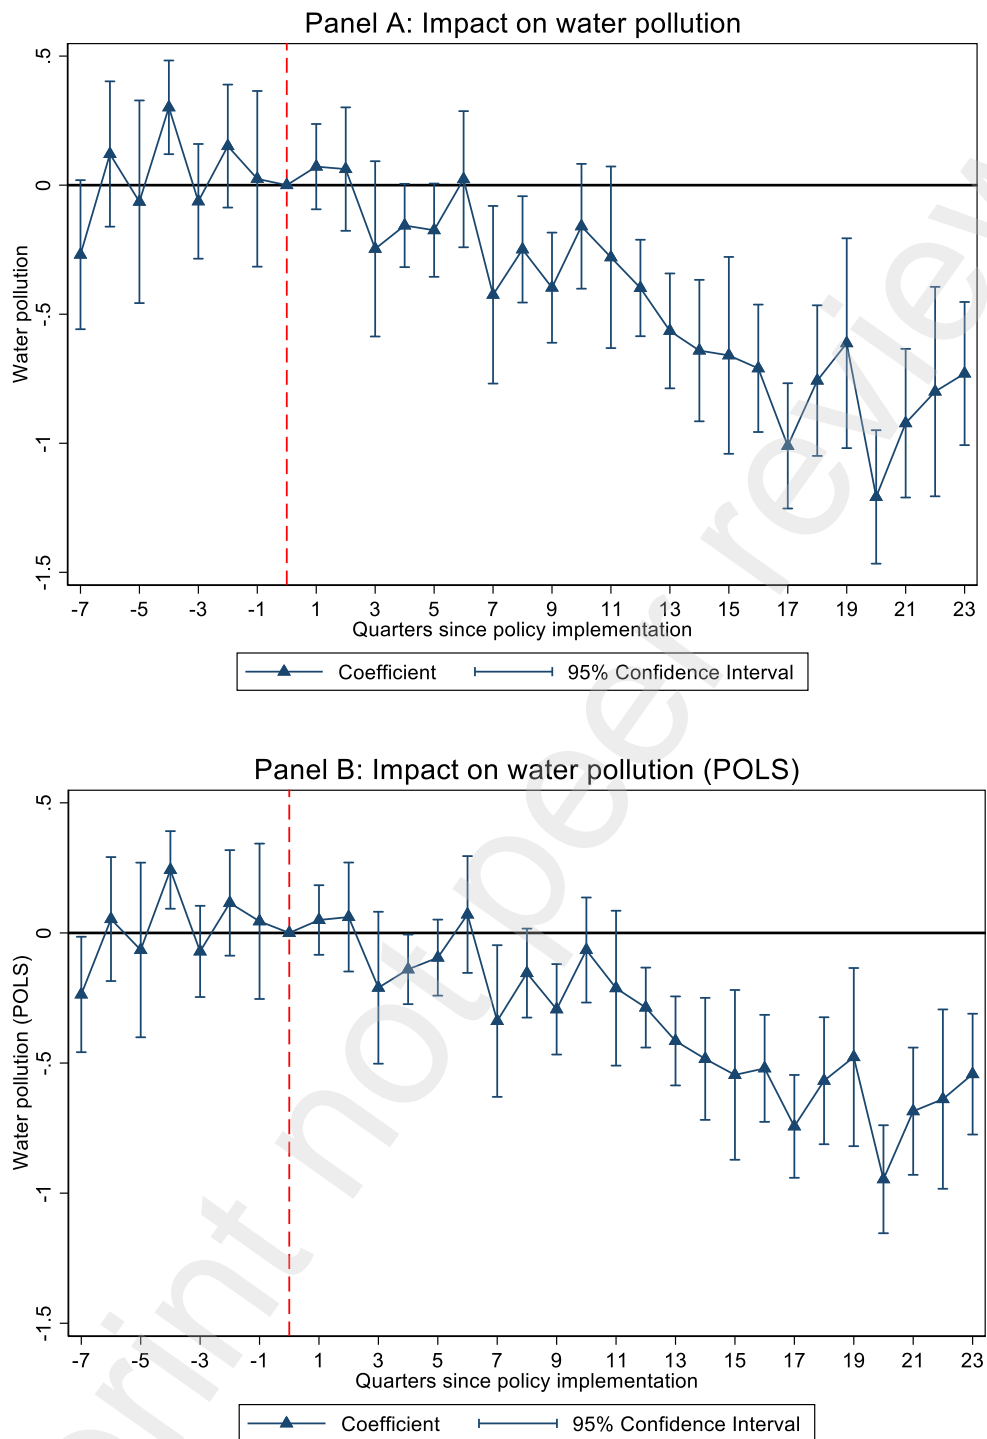 Panel A: Impact on water pollution
.5
0
-.5
-1
-1.5
Water pollution
-7 -5 -3 -1 1 3 5 7 9 11 13 15 17 19 21 23
Quarters since policy implementation
Coefficient 95% Confidence Interval
Panel B: Impact on water pollution (POLS)
.5
0
-.5
-1
-1.5
Water pollution (POLS)
-7 -5 -3 -1 1 3 5 7 9 11 13 15 17 19 21 23
Quarters since policy implementation
Coefficient 95% Confidence Interval
rint not peer review